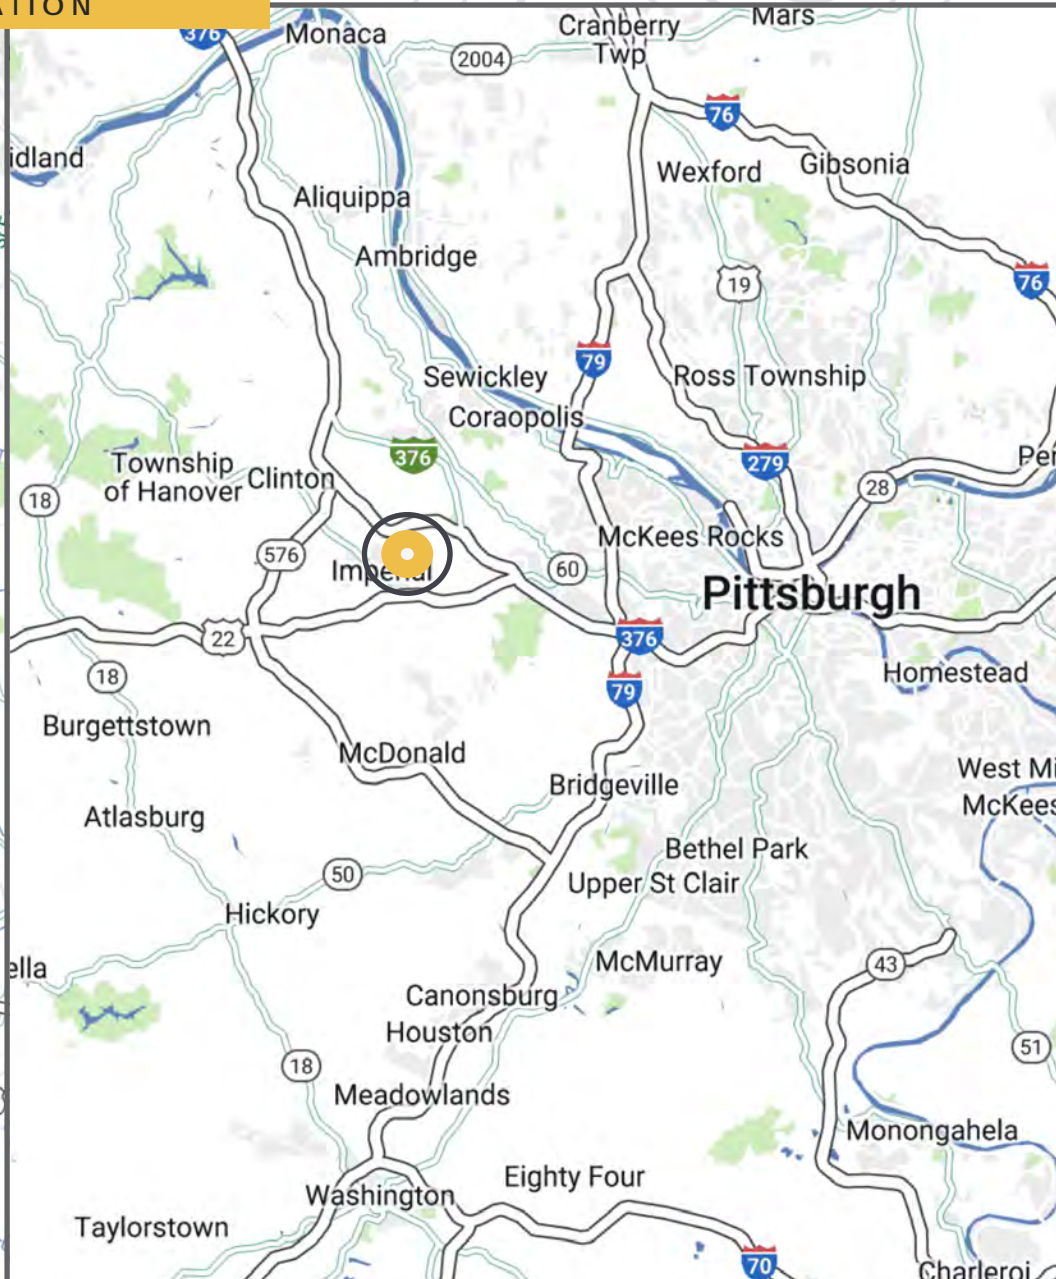 376
Monaca
Cranberry
Twp
Mars
2004
76
Wexford
Gibsonia
Aliquippa
Ambridge
19
76
79
Sewickley
Ross Township
Coraopolis
376
279
Township
of Hanover
Clinton
18
28
McKees Rocks
576
Imperial
60
Pittsburgh
22
376
Homestead
18
79
Burgettstown
McDonald
Bridgeville
Atlasburg
Bethel Park
50
Upper St Clair
Hickory
McMurray
43
Canonsburg
Houston
51
18
Meadowlands
Monongahela
Eighty Four
Washington
Taylorstown
70
Charleroi